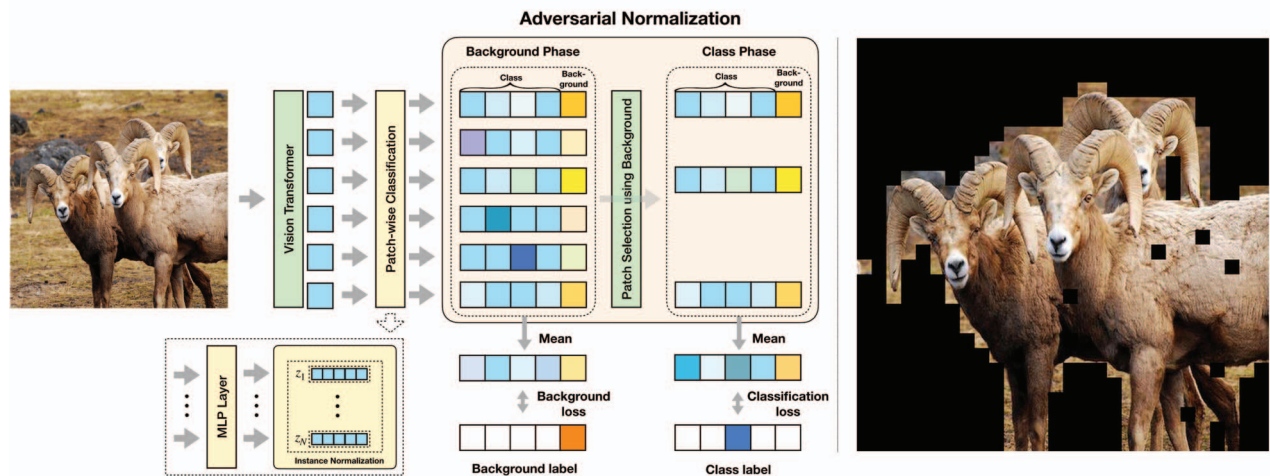 Adversarial Normalization
Background Phase
Class Phase
Class
Back-
ground
Class
Back-
ground
Vision Transformer
Patch-wise Classification
Patch Selection using Background
Mean
Mean
MLP Layer
z1
zN
Instance Normalization
Background
loss
Classification
loss
Background label
Class label